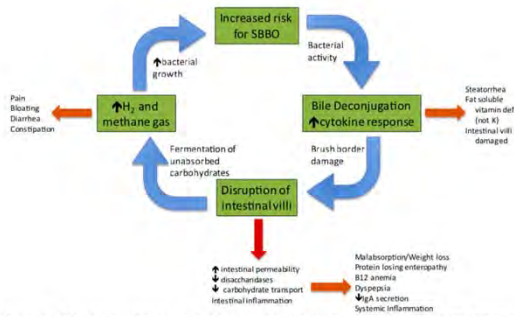 Increased risk
for SBBO
↑bacterial
growth
Bacterial
activity
Pain
Bloating
Diarrhea
Constipation
↑H₂ and
methane gas
Bile Deconjugation
↑cytokine response
Steatorrhea
Fat soluble
vitamin def
(not K)
Intestinal villi
damaged
Fermentation of
unabsorbed
carbohydrates
Brush border
damage
Disruption of
intestinal villi
↑ intestinal permeability
↓ disaccharidases
↓ carbohydrate transport
Intestinal inflammation
Malabsorption/Weight loss
Protein losing enteropathy
B12 anemia
Dyspepsia
↓IgA secretion
Systemic Inflammation